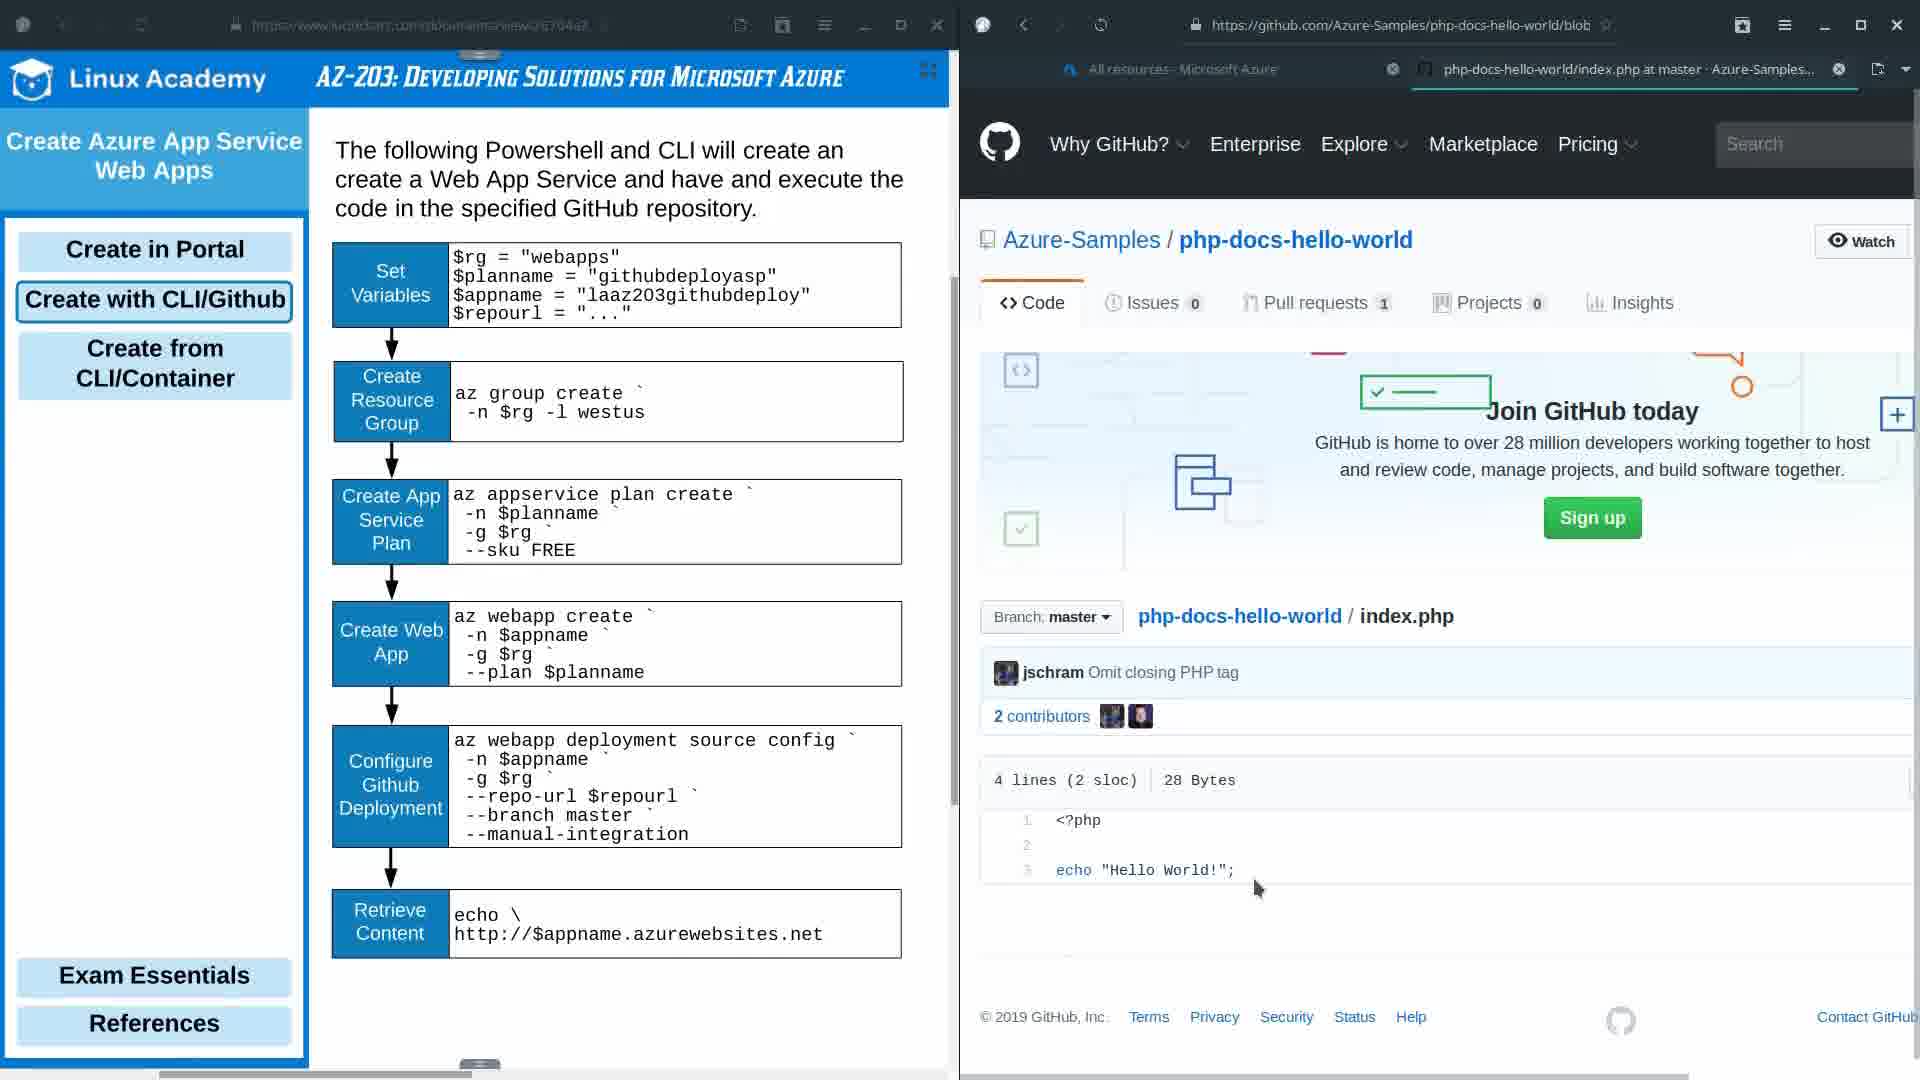 https://github.com/Azure-Samples/php-docs-hello-world/blob
All resources - Microsoft Azure
php-docs-hello-world/index.php at master · Azure-Samples...
Linux Academy
AZ-203: Developing Solutions for Microsoft Azure
Create Azure App Service
Web Apps
Create in Portal
Create with CLI/Github
Create from
CLI/Container
Exam Essentials
References
The following Powershell and CLI will create an
create a Web App Service and have and execute the
code in the specified GitHub repository.
Set
Variables
$rg = "webapps"
$planname = "githubdeployasp"
$appname = "laaz203githubdeploy"
$repourl = "..."
Create
Resource
Group
az group create `
-n $rg -l westus
Create App
Service
Plan
az appservice plan create `
-n $planname `
-g $rg `
--sku FREE
Create Web
App
az webapp create `
-n $appname `
-g $rg `
--plan $planname
Configure
Github
Deployment
az webapp deployment source config `
-n $appname `
-g $rg `
--repo-url $repourl `
--branch master `
--manual-integration
Retrieve
Content
echo \
http://$appname.azurewebsites.net
Why GitHub?
Enterprise
Explore
Marketplace
Pricing
Search
Azure-Samples / php-docs-hello-world
Watch
<> Code
Issues 0
Pull requests 1
Projects 0
Insights
Join GitHub today
GitHub is home to over 28 million developers working together to host
and review code, manage projects, and build software together.
Sign up
Branch: master
php-docs-hello-world / index.php
jschram Omit closing PHP tag
2 contributors
4 lines (2 sloc)
28 Bytes
1 <?php
2
3 echo "Hello World!";
© 2019 GitHub, Inc.
Terms
Privacy
Security
Status
Help
Contact GitHub